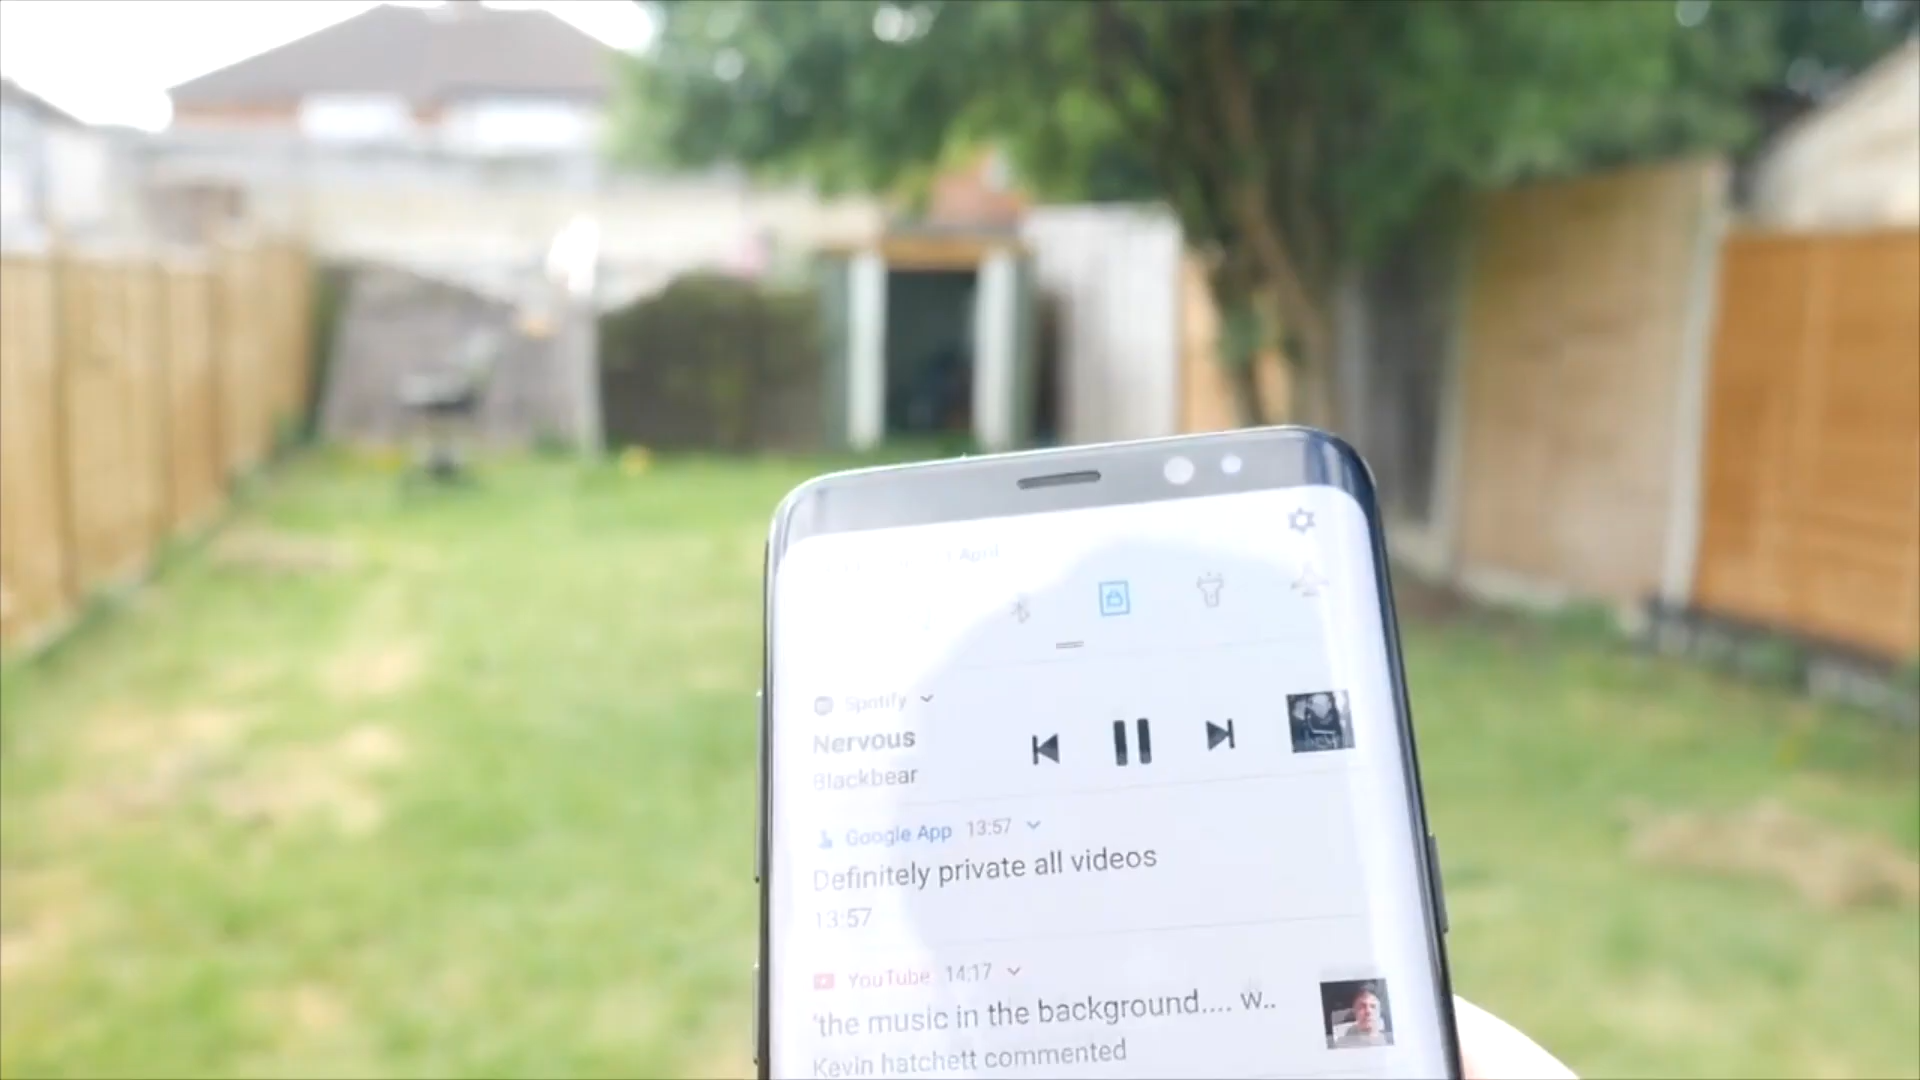 April
Spotify
Nervous
Blackbear
Google App 13:57
Definitely private all videos
13:57
YouTube 14:17
'the music in the background.... w..
Kevin hatchett commented